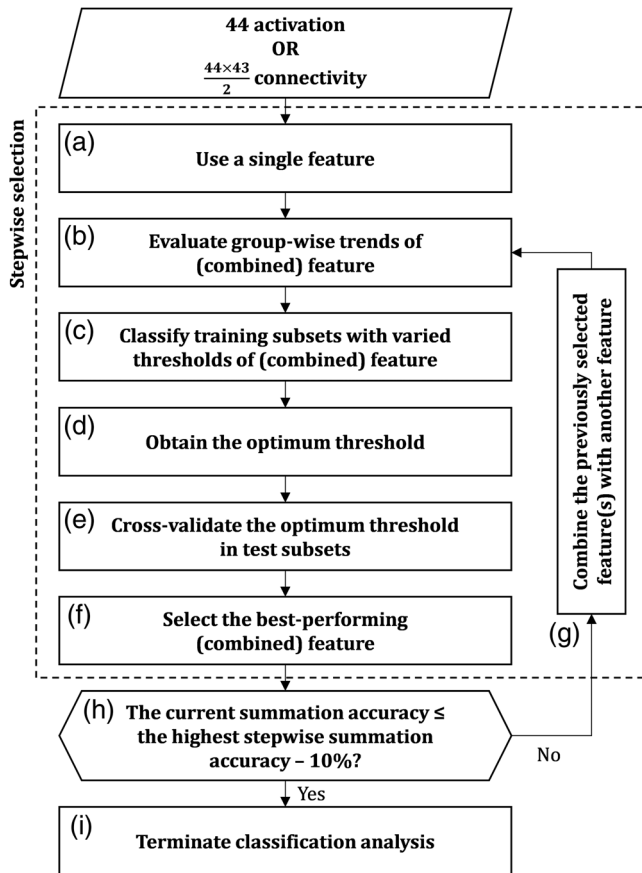 44 activation
OR
44×43/2 connectivity
Stepwise selection
(a)
Use a single feature
(b)
Evaluate group-wise trends of
(combined) feature
(c)
Classify training subsets with varied
thresholds of (combined) feature
(d)
Obtain the optimum threshold
(e)
Cross-validate the optimum threshold
in test subsets
(f)
Select the best-performing
(combined) feature
Combine the previously selected
feature(s) with another feature
(g)
(h)
The current summation accuracy ≤
the highest stepwise summation
accuracy – 10%?
No
Yes
(i)
Terminate classification analysis